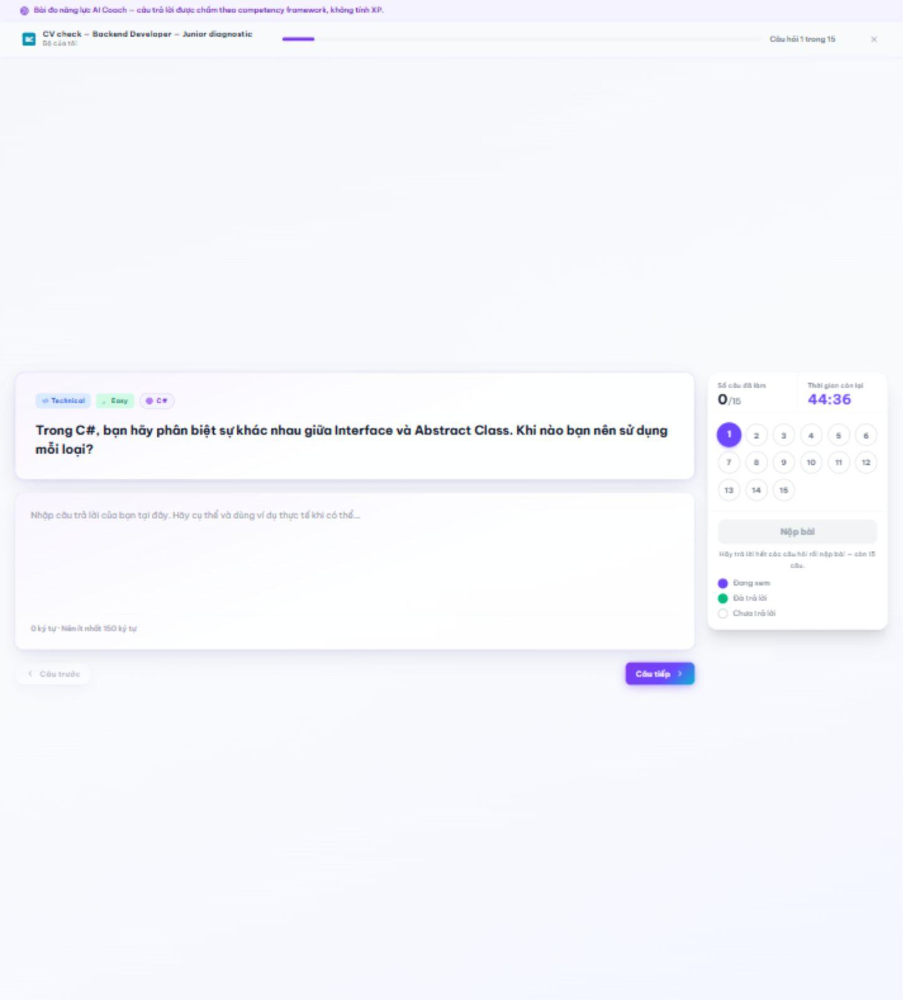 Bài đo năng lực AI Coach — câu trả lời được chấm theo competency framework, không tính XP.
BC
CV check — Backend Developer — Junior diagnostic
Bộ của tôi
Câu hỏi 1 trong 15
Technical
Easy
C#
Trong C#, bạn hãy phân biệt sự khác nhau giữa Interface và Abstract Class. Khi nào bạn nên sử dụng
mỗi loại?
Nhập câu trả lời của bạn tại đây. Hãy cụ thể và dùng ví dụ thực tế khi có thể...
0 ký tự · Nên ít nhất 150 ký tự
Câu trước
Câu tiếp
Số câu đã làm
0/15
Thời gian còn lại
44:36
1 2 3 4 5 6
7 8 9 10 11 12
13 14 15
Nộp bài
Hãy trả lời hết các câu hỏi rồi nộp bài — còn 15
câu.
Đang xem
Đã trả lời
Chưa trả lời